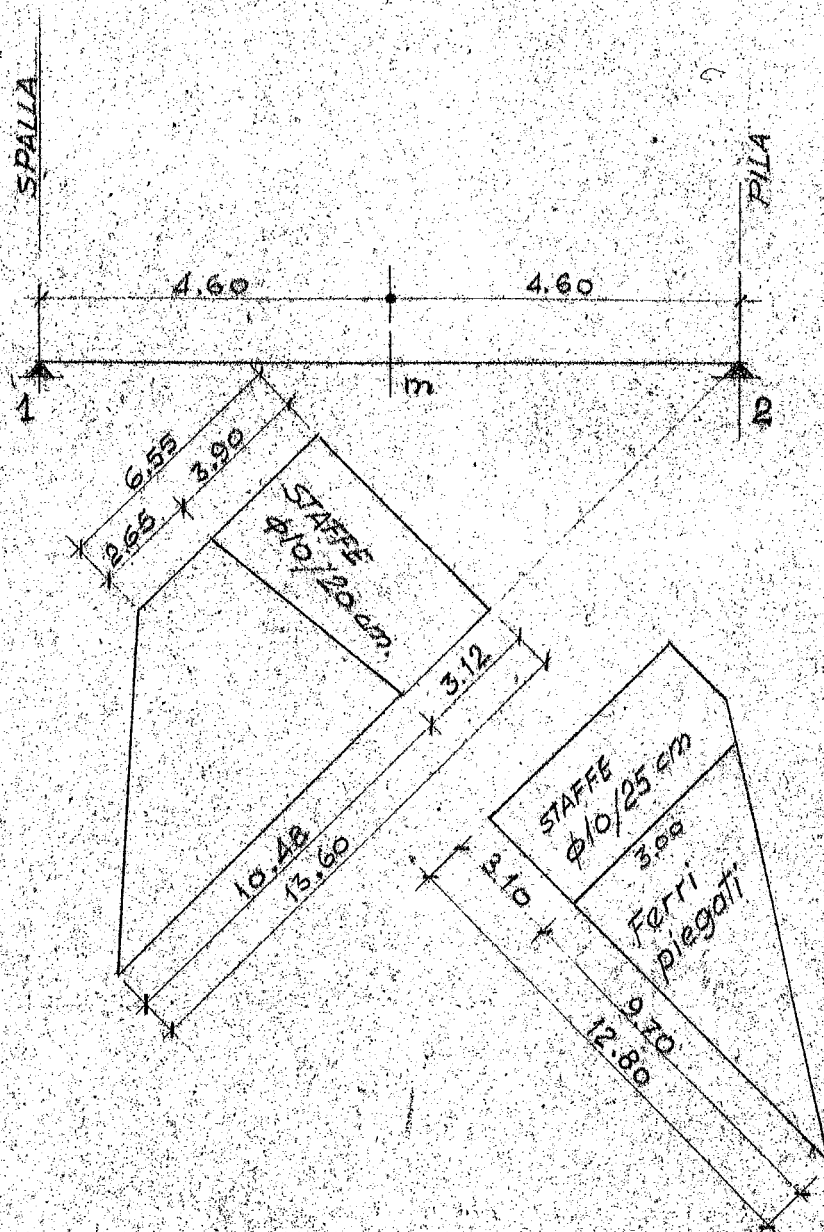 SPALLA
PILA
4.60
4.60
1
m
2
6.55
3.90
2.65
STAFFE
φ10/20 cm.
3.12
10.48
13.60
STAFFE
φ10/25 cm
3.00
3.10
Ferri
piegati
9.70
12.80